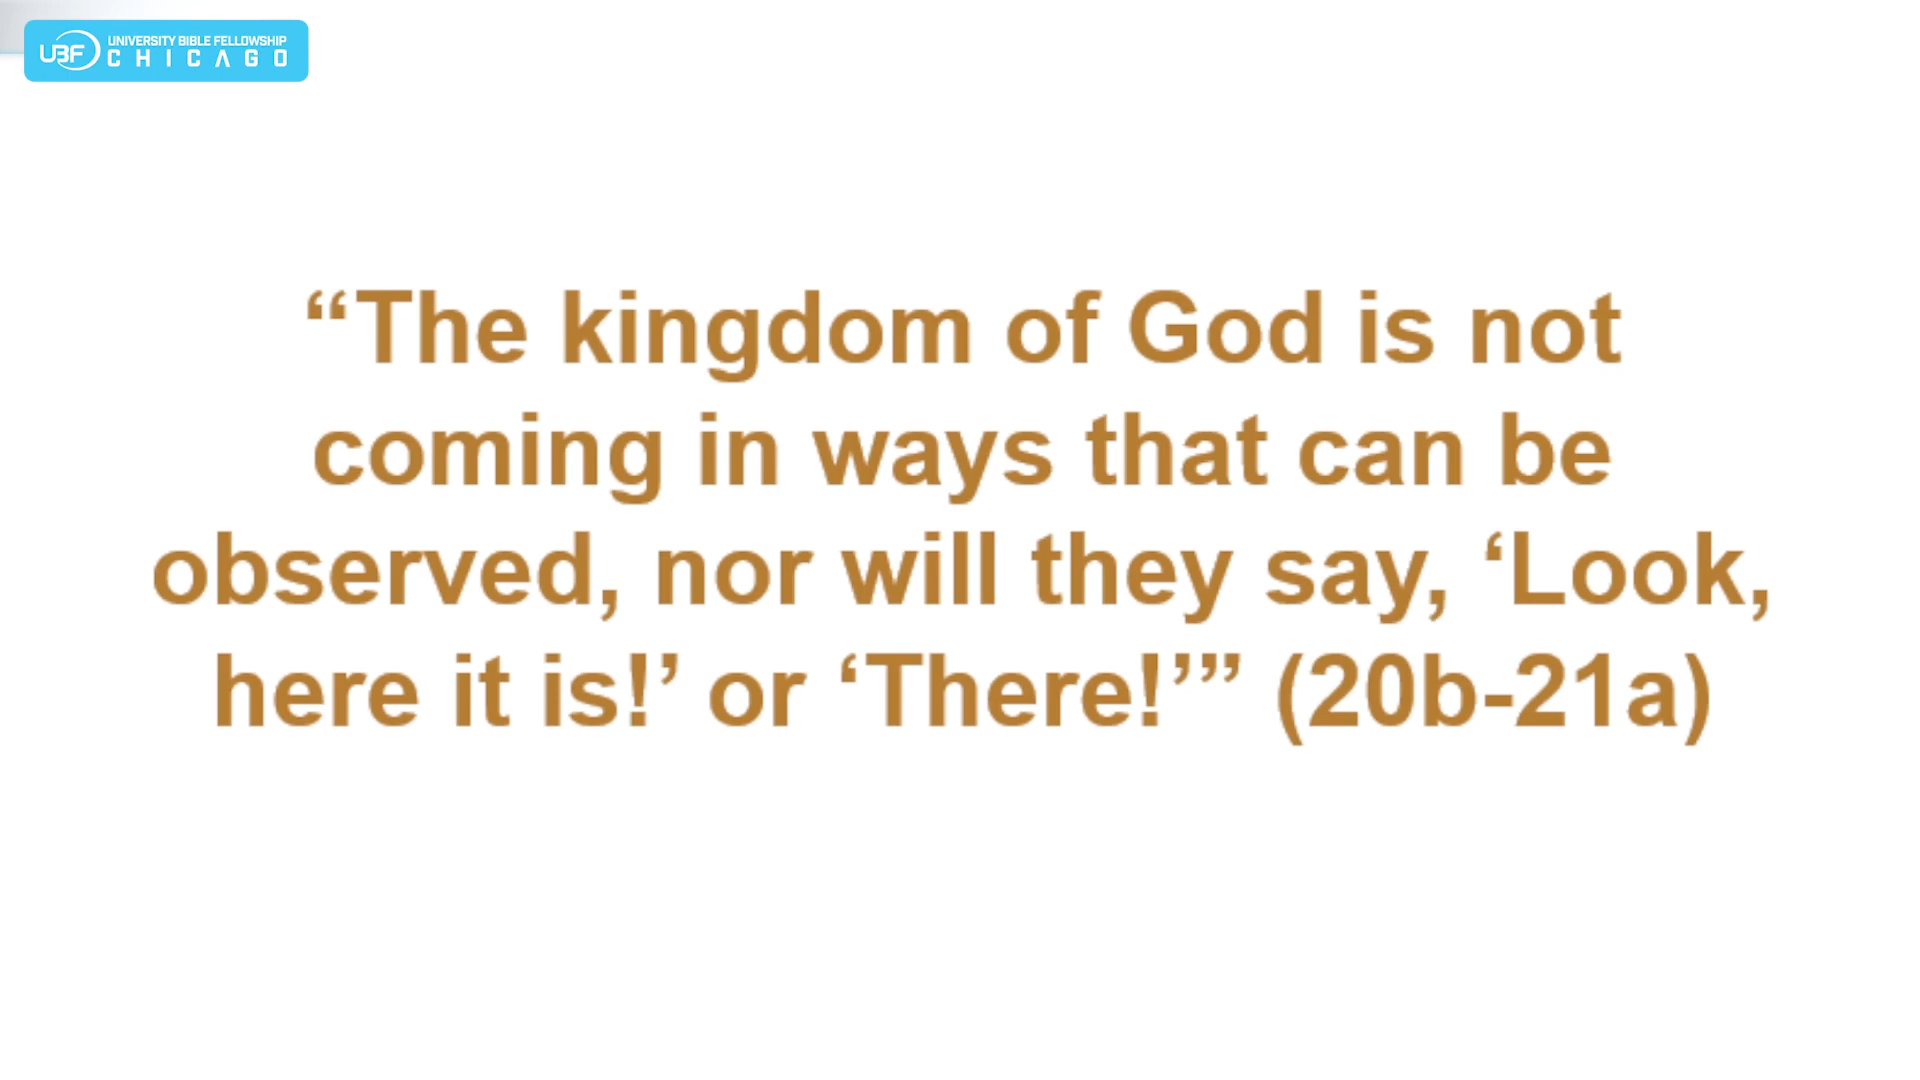 UBF UNIVERSITY BIBLE FELLOWSHIP
CHICAGO
“The kingdom of God is not
coming in ways that can be
observed, nor will they say, ‘Look,
here it is!’ or ‘There!’” (20b-21a)